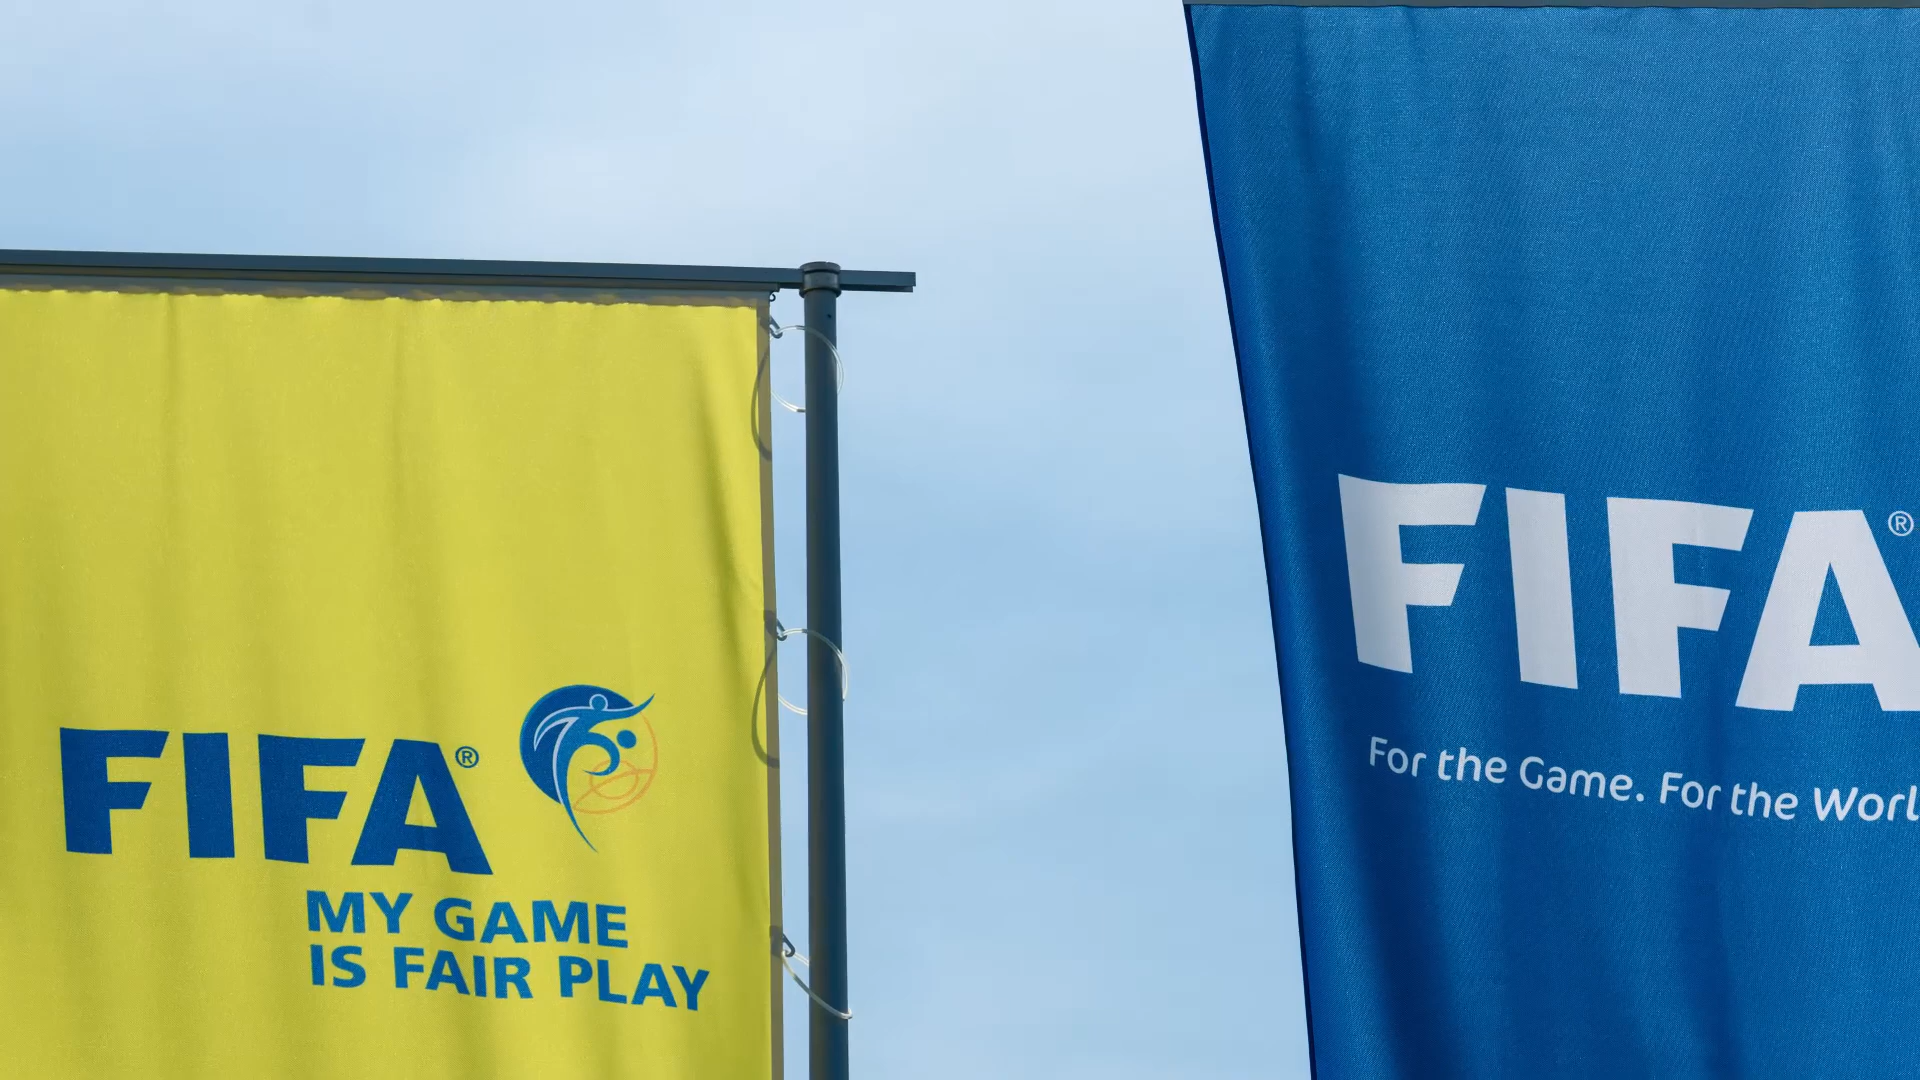 FIFA®
MY GAME
IS FAIR PLAY
FIFA®
For the Game. For the Worl